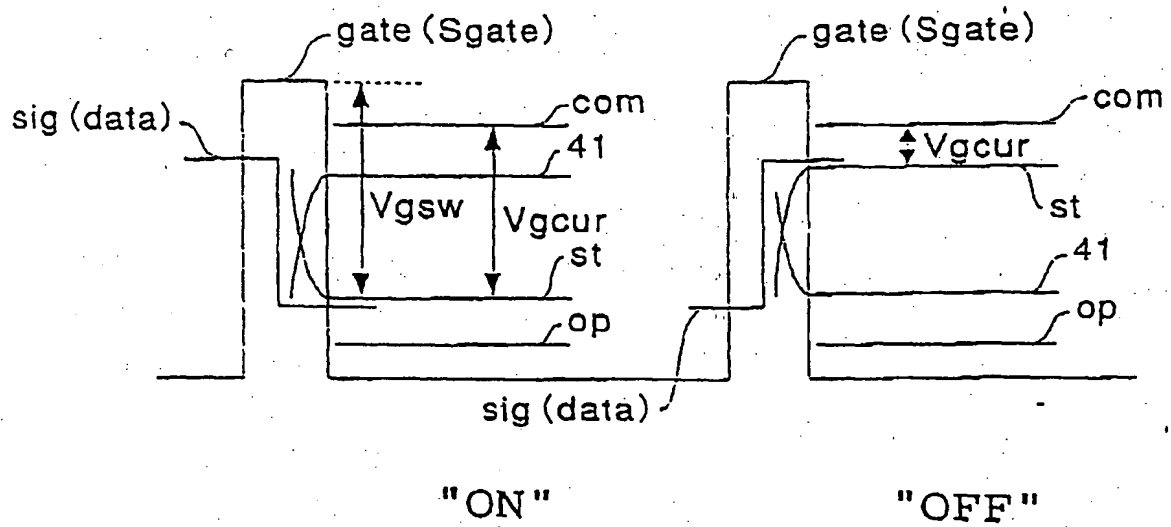 gate (Sgate)
gate (Sgate)
sig (data)
com
com
41
Vgcur
Vgsw
Vgcur
st
st
41
op
op
sig (data)
"ON"
"OFF"